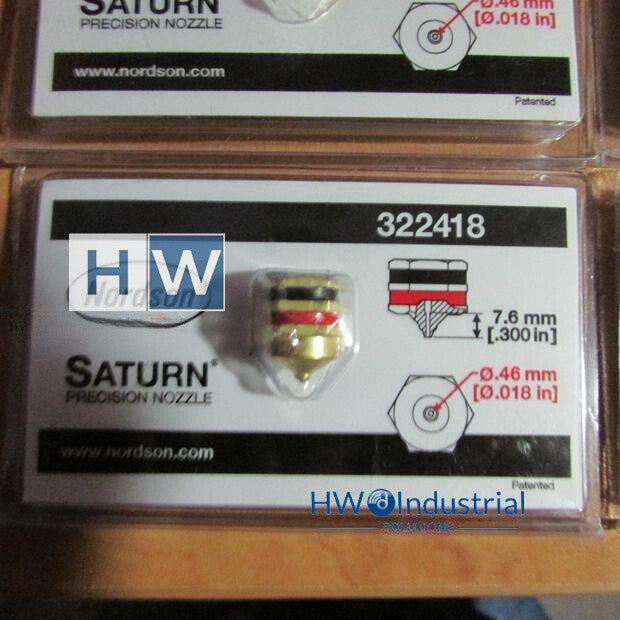 SATURN
PRECISION NOZZLE
Ø.46 mm
[Ø.018 in]
www.nordson.com
Patented
322418
HW
Nordson
7.6 mm
[.300 in]
SATURN®
PRECISION NOZZLE
Ø.46 mm
[Ø.018 in]
www.nordson.com
Patented
HW Industrial
SOLUTIONS